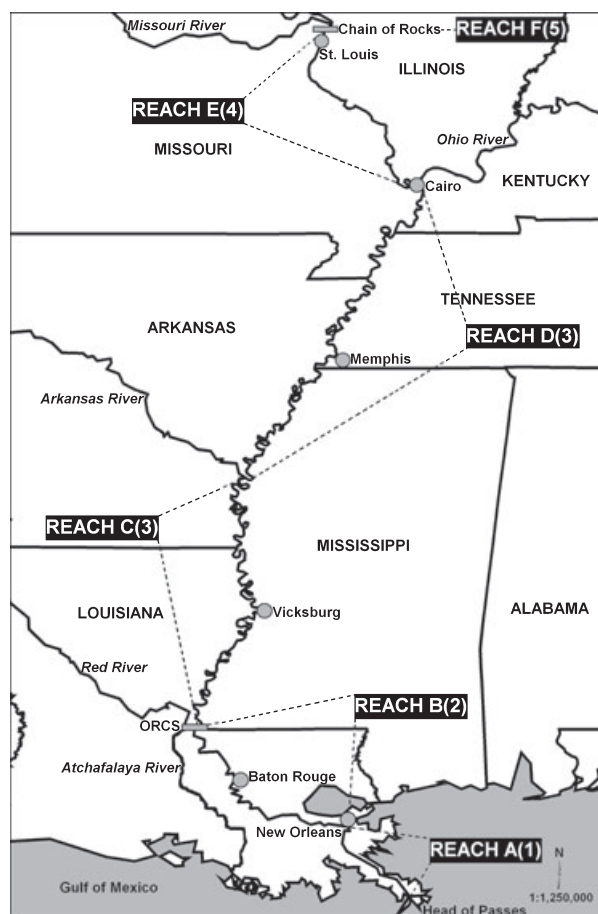 Missouri River
Chain of Rocks
REACH F(5)
St. Louis
ILLINOIS
REACH E(4)
Ohio River
MISSOURI
KENTUCKY
Cairo
TENNESSEE
ARKANSAS
REACH D(3)
Memphis
Arkansas River
REACH C(3)
MISSISSIPPI
LOUISIANA
Vicksburg
ALABAMA
Red River
REACH B(2)
ORCS
Atchafalaya River
Baton Rouge
New Orleans
REACH A(1)
N
Gulf of Mexico
1:1,250,000
Head of Passes